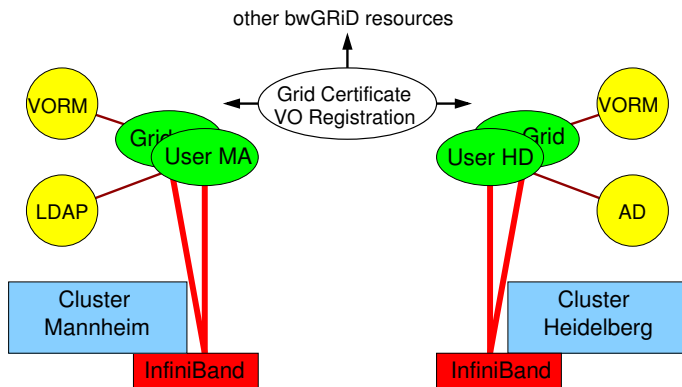 other bwGRiD resources
VORM
Grid Certificate
VO Registration
VORM
Grid
Grid
User MA
User HD
LDAP
AD
Cluster
Mannheim
Cluster
Heidelberg
InfiniBand
InfiniBand